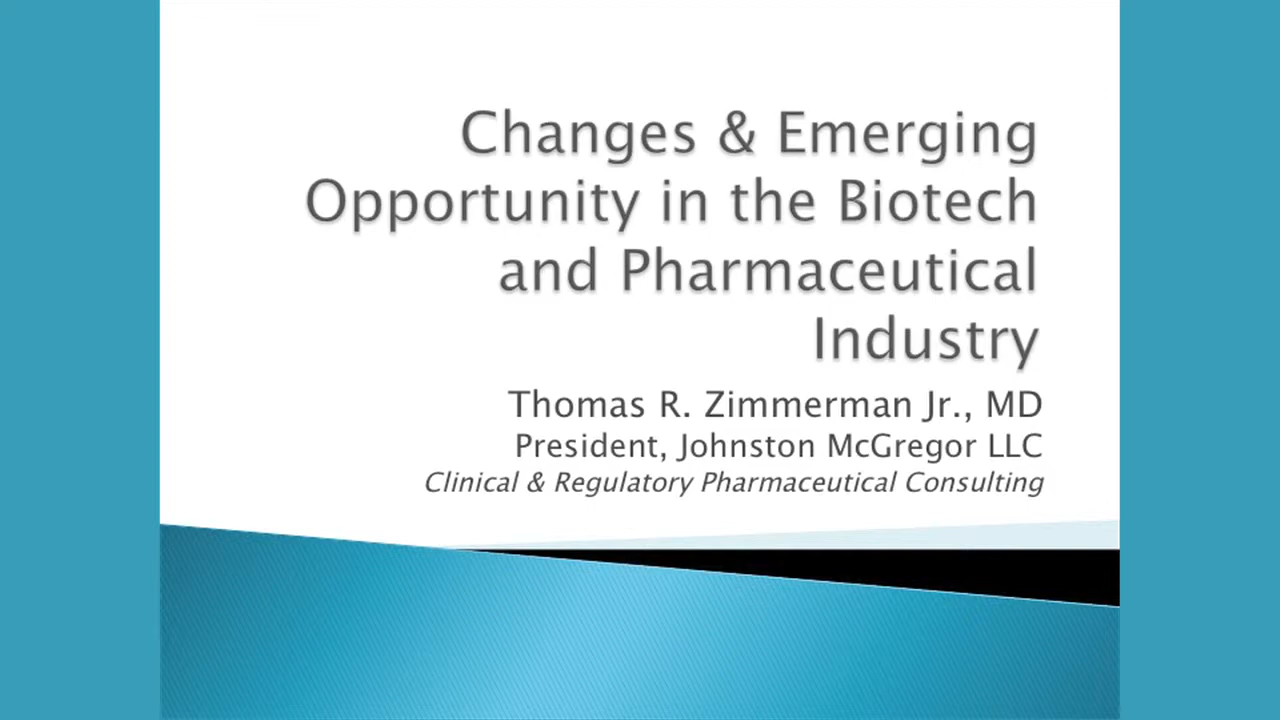 Changes & Emerging
Opportunity in the Biotech
and Pharmaceutical
Industry
Thomas R. Zimmerman Jr., MD
President, Johnston McGregor LLC
Clinical & Regulatory Pharmaceutical Consulting